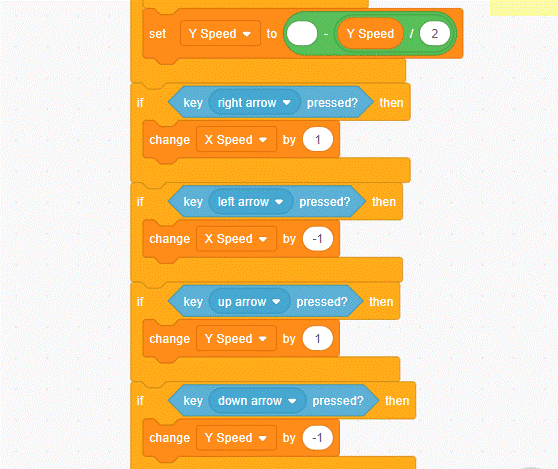 set Y Speed to - Y Speed / 2
if key right arrow pressed? then
change X Speed by 1
if key left arrow pressed? then
change X Speed by -1
if key up arrow pressed? then
change Y Speed by 1
if key down arrow pressed? then
change Y Speed by -1